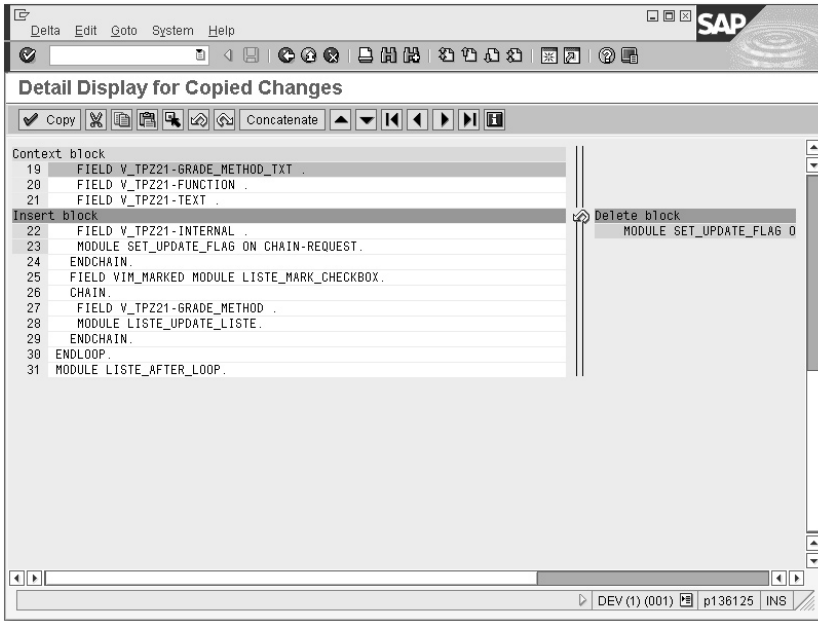 Delta Edit Goto System Help
SAP
Detail Display for Copied Changes
Copy Concatenate
Context block
19 FIELD V_TPZ21-GRADE_METHOD_TXT .
20 FIELD V_TPZ21-FUNCTION .
21 FIELD V_TPZ21-TEXT .
Insert block Delete block
22 FIELD V_TPZ21-INTERNAL . MODULE SET_UPDATE_FLAG O
23 MODULE SET_UPDATE_FLAG ON CHAIN-REQUEST.
24 ENDCHAIN.
25 FIELD VIM_MARKED MODULE LISTE_MARK_CHECKBOX.
26 CHAIN.
27 FIELD V_TPZ21-GRADE_METHOD .
28 MODULE LISTE_UPDATE_LISTE.
29 ENDCHAIN.
30 ENDLOOP.
31 MODULE LISTE_AFTER_LOOP.
DEV (1) (001) p136125 INS